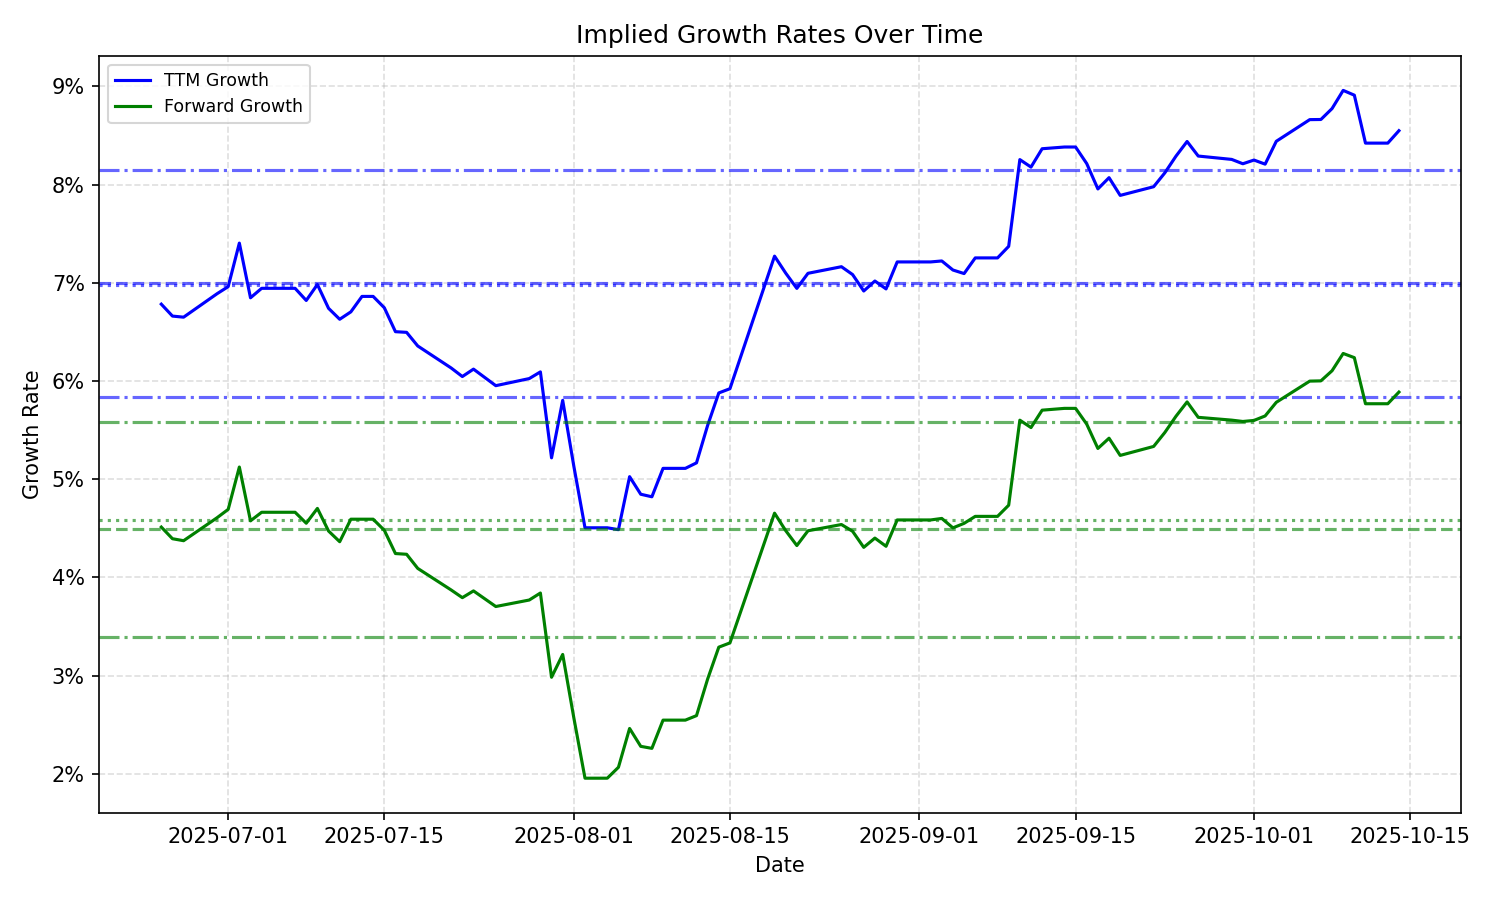 Implied Growth Rates Over Time
TTM Growth
Forward Growth
9%
8%
7%
6%
5%
4%
3%
2%
Growth Rate
2025-07-01 2025-07-15 2025-08-01 2025-08-15 2025-09-01 2025-09-15 2025-10-01 2025-10-15
Date